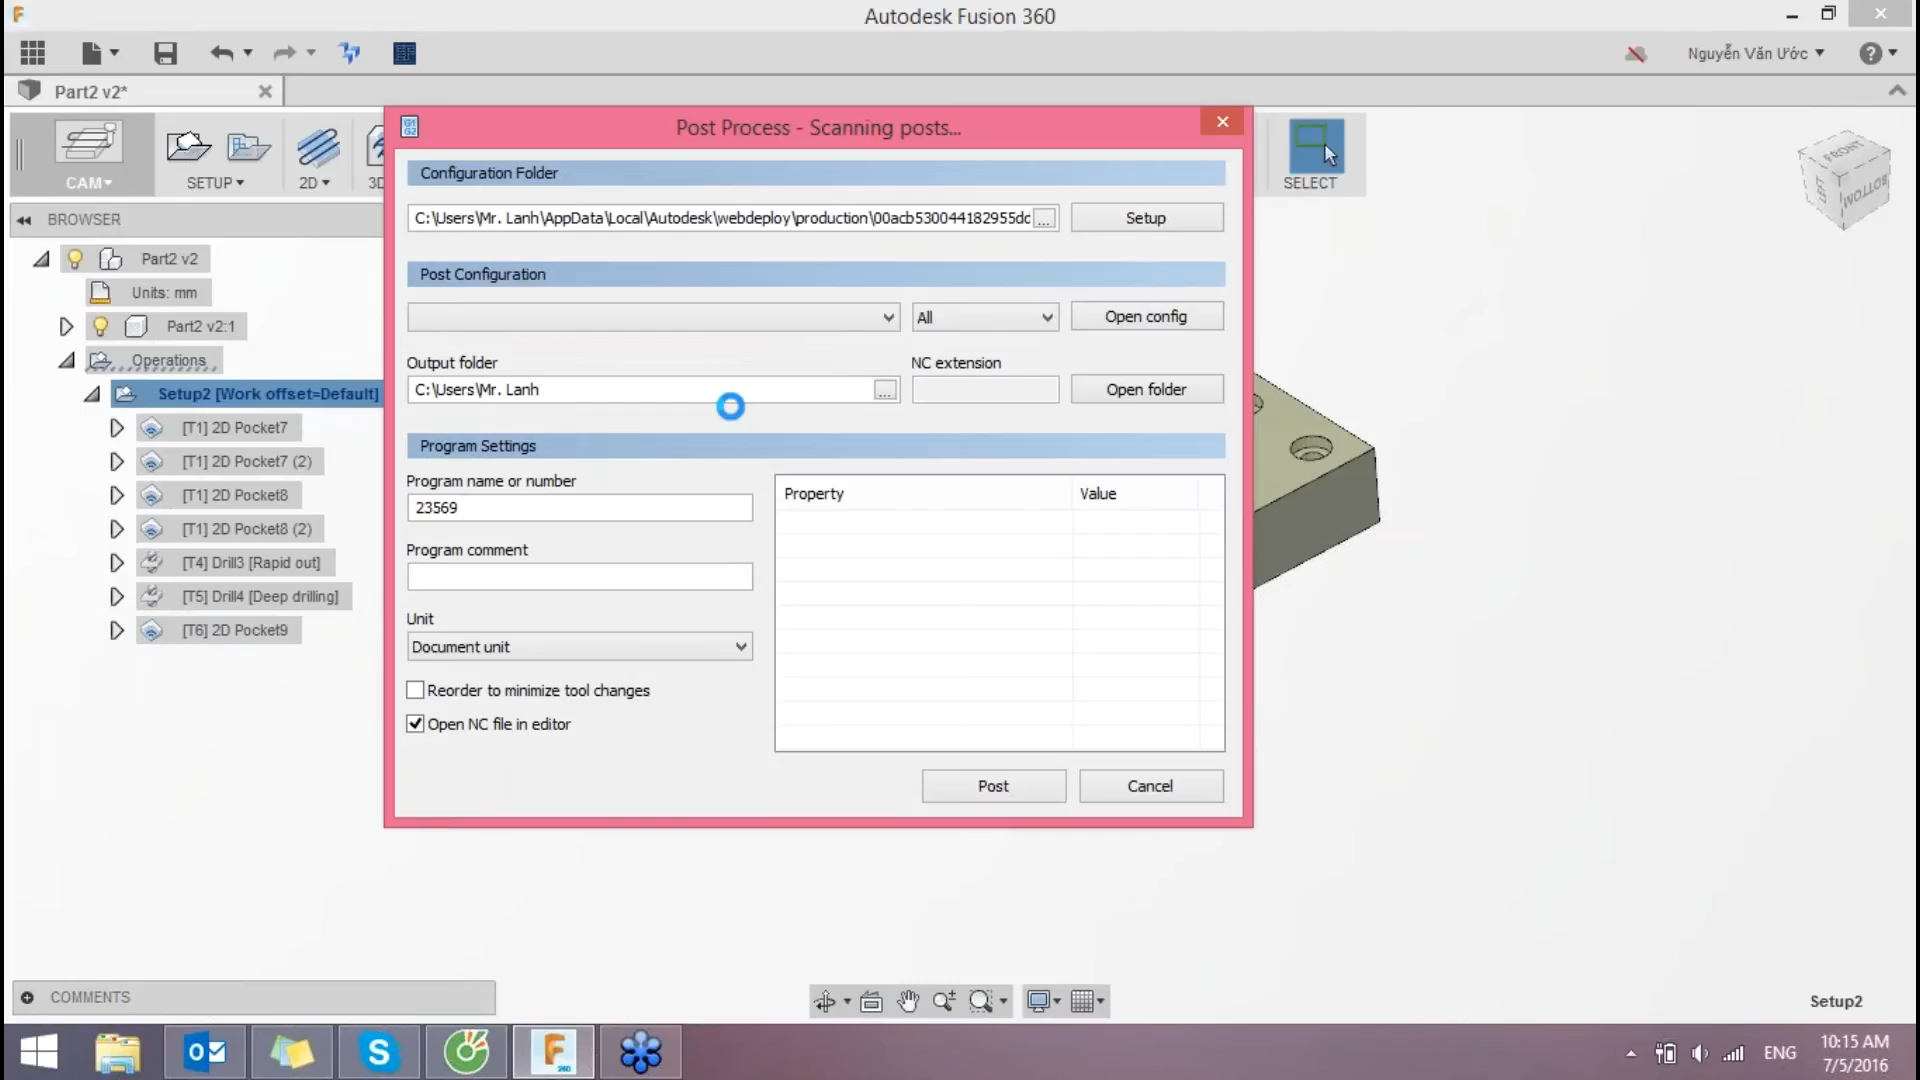 Autodesk Fusion 360
Nguyễn Văn Ước
Part2 v2*
CAM
SETUP
2D
3D
SELECT
BROWSER
Part2 v2
Units: mm
Part2 v2:1
Operations
Setup2 [Work offset=Default]
[T1] 2D Pocket7
[T1] 2D Pocket7 (2)
[T1] 2D Pocket8
[T1] 2D Pocket8 (2)
[T4] Drill3 [Rapid out]
[T5] Drill4 [Deep drilling]
[T6] 2D Pocket9
G1
G2
Post Process - Scanning posts...
Configuration Folder
C:\Users\Mr. Lanh\AppData\Local\Autodesk\webdeploy\production\00acb530044182955dc
...
Setup
Post Configuration
All
Open config
Output folder
NC extension
C:\Users\Mr. Lanh
...
Open folder
Program Settings
Program name or number
23569
Property
Value
Program comment
Unit
Document unit
Reorder to minimize tool changes
Open NC file in editor
Post
Cancel
FRONT
LEFT
BOTTOM
COMMENTS
Setup2
ENG
10:15 AM
7/5/2016